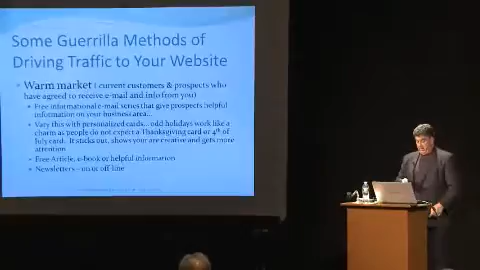 Some Guerrilla Methods of
Driving Traffic to Your Website
Warm market ( current customers & prospects who
have agreed to receive e-mail and info from you)
Free informational e-mail series that give prospects helpful
information on your business area...
Vary this with personalized cards... odd holidays work like a
charm as people do not expect a Thanksgiving card or 4th of
July card. It sticks out, shows your are creative and gets more
attention
Free Article, e-book or helpful information
Newsletters – on or off-line